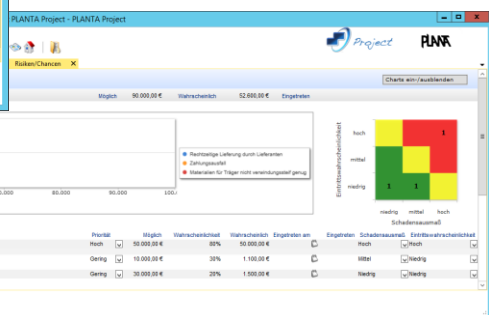 PLANTA Project - PLANTA Project
Project PLANTA
Risiken/Chancen X
Charts ein-/ausblenden
Möglich 90.000,00 € Wahrscheinlich 52.600,00 € Eingetreten
Rechtzeitige Lieferung durch Lieferanten
Zahlungsausfall
Materialien für Träger nicht verwindungssteif genug
80.000 90.000 100.
Eintrittswahrscheinlichkeit
hoch 1
mittel
niedrig 1 1
niedrig mittel hoch
Schadensausmaß
Priorität Möglich Wahrscheinlichkeit Wahrscheinlich Eingetreten am Eingetreten Schadensausmaß Eintrittswahrscheinlichkeit
Hoch 50.000,00 € 80% 50.000,00 € Hoch Hoch
Gering 10.000,00 € 30% 1.100,00 € Mittel Niedrig
Gering 30.000,00 € 20% 1.500,00 € Niedrig Niedrig